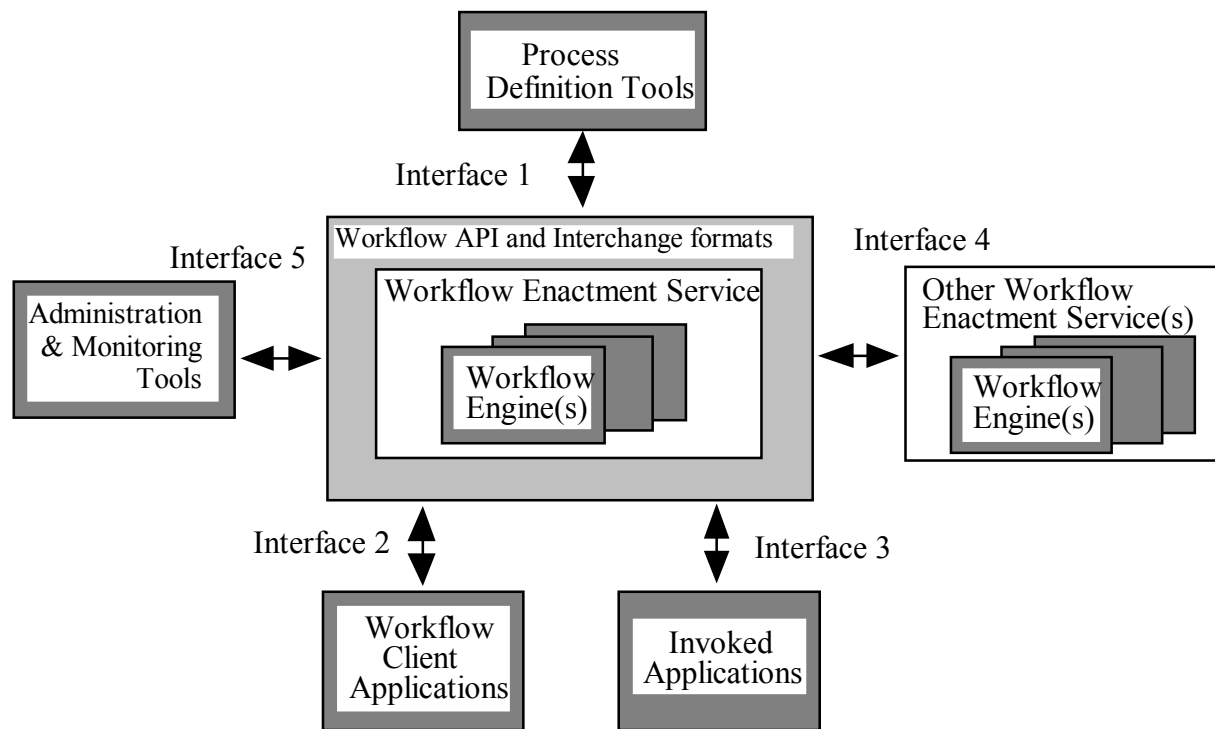 Process
Definition Tools
Interface 1
Workflow API and Interchange formats
Interface 4
Interface 5
Workflow Enactment Service
Other Workflow
Enactment Service(s)
Administration
& Monitoring
Tools
Workflow
Engine(s)
Workflow
Engine(s)
Interface 2
Interface 3
Workflow
Client
Applications
Invoked
Applications